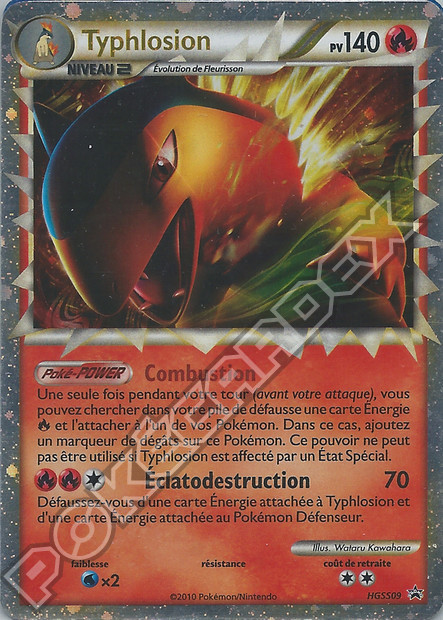 Typhlosion
PV140
NIVEAU 2
Évolution de Feurisson
Poké-POWER Combustion
Une seule fois pendant votre tour (avant votre attaque), vous
pouvez chercher dans votre pile de défausse une carte Énergie
et l'attacher à l'un de vos Pokémon. Dans ce cas, ajoutez
un marqueur de dégâts sur ce Pokémon. Ce pouvoir ne peut
pas être utilisé si Typhlosion est affecté par un État Spécial.
Éclatodestruction 70
Défaussez-vous d'une carte Énergie attachée à Typhlosion et
d'une carte Énergie attachée au Pokémon Défenseur.
Illus. Wataru Kawahara
faiblesse résistance coût de retraite
×2
©2010 Pokémon/Nintendo HGSS09
POKECARDEX